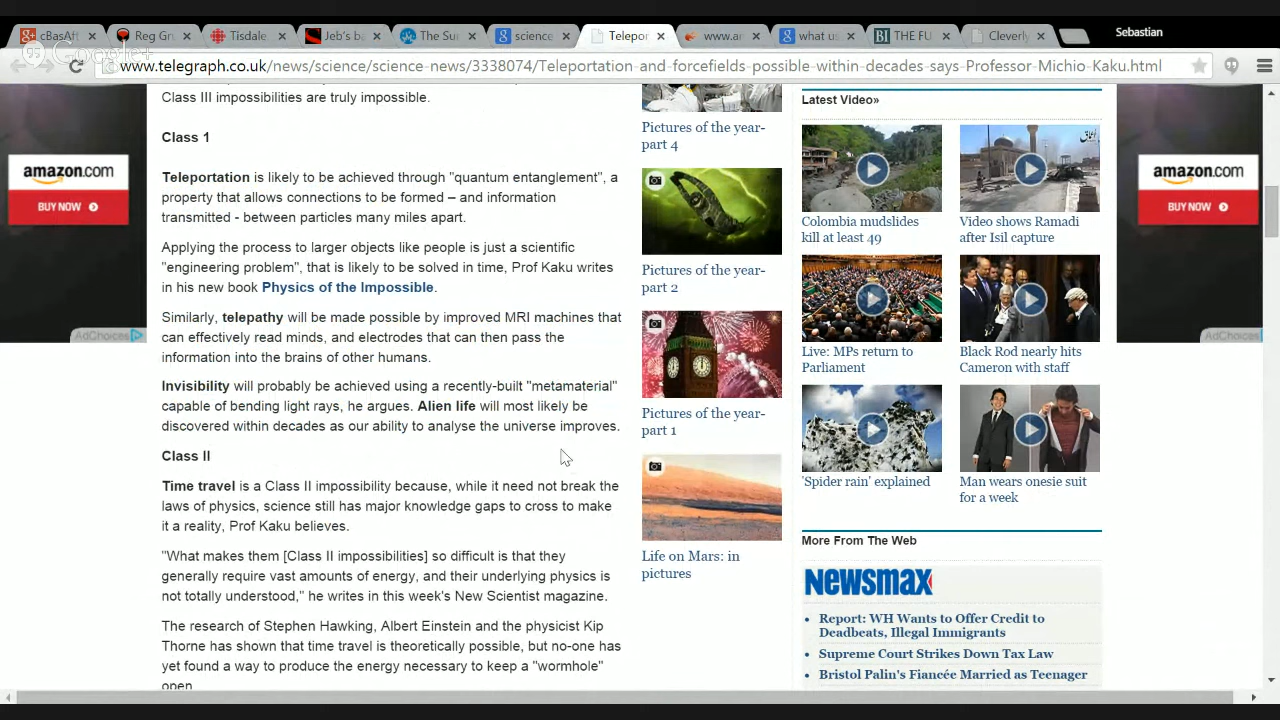 cBasAft
Reg Gr
Tisdale
Jeb's b
The Su
science
Telepor
www.ar
what us
THE FU
Cleverly
Sebastian
Google+
www.telegraph.co.uk/news/science/science-news/3338074/Teleportation-and-forcefields-possible-within-decades-says-Professor-Michio-Kaku.html
Class III impossibilities are truly impossible.
Class 1
Teleportation is likely to be achieved through "quantum entanglement", a
property that allows connections to be formed – and information
transmitted - between particles many miles apart.
Applying the process to larger objects like people is just a scientific
"engineering problem", that is likely to be solved in time, Prof Kaku writes
in his new book Physics of the Impossible.
Similarly, telepathy will be made possible by improved MRI machines that
can effectively read minds, and electrodes that can then pass the
information into the brains of other humans.
Invisibility will probably be achieved using a recently-built "metamaterial"
capable of bending light rays, he argues. Alien life will most likely be
discovered within decades as our ability to analyse the universe improves.
Class II
Time travel is a Class II impossibility because, while it need not break the
laws of physics, science still has major knowledge gaps to cross to make
it a reality, Prof Kaku believes.
"What makes them [Class II impossibilities] so difficult is that they
generally require vast amounts of energy, and their underlying physics is
not totally understood," he writes in this week's New Scientist magazine.
The research of Stephen Hawking, Albert Einstein and the physicist Kip
Thorne has shown that time travel is theoretically possible, but no-one has
yet found a way to produce the energy necessary to keep a "wormhole"
open
amazon.com
BUY NOW
AdChoices
Pictures of the year-
part 4
Pictures of the year-
part 2
Pictures of the year-
part 1
Life on Mars: in
pictures
Latest Video»
Colombia mudslides
kill at least 49
Video shows Ramadi
after Isil capture
Live: MPs return to
Parliament
Black Rod nearly hits
Cameron with staff
'Spider rain' explained
Man wears onesie suit
for a week
More From The Web
Newsmax
• Report: WH Wants to Offer Credit to
Deadbeats, Illegal Immigrants
• Supreme Court Strikes Down Tax Law
• Bristol Palin's Fiancée Married as Teenager
amazon.com
BUY NOW
AdChoices